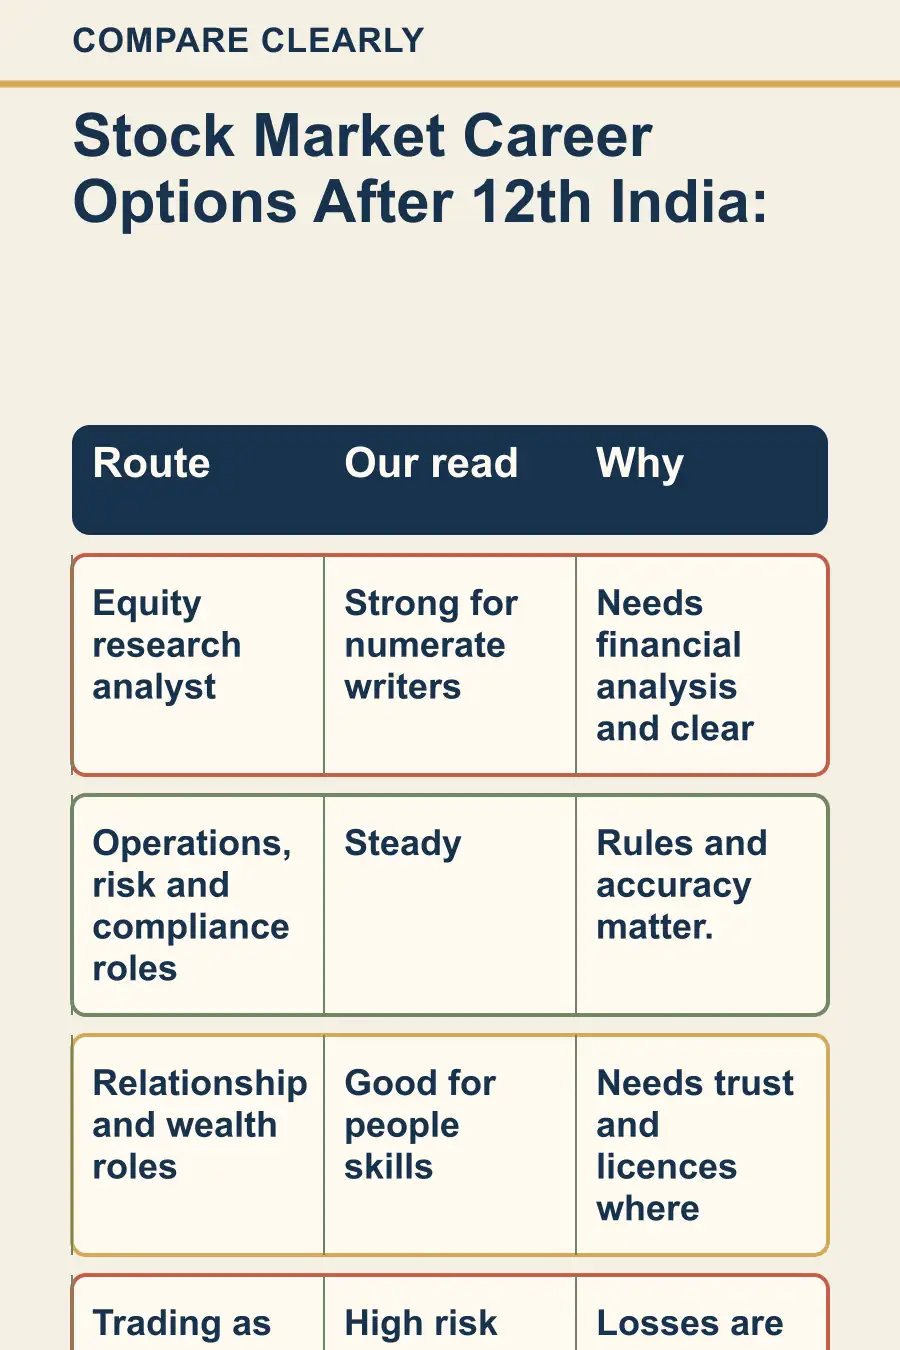 COMPARE CLEARLY
Stock Market Career
Options After 12th India:
Route Our read Why
Equity
research
analyst
Strong for
numerate
writers
Needs
financial
analysis
and clear
Operations,
risk and
compliance
roles
Steady
Rules and
accuracy
matter.
Relationship
and wealth
roles
Good for
people
skills
Needs trust
and
licences
where
Trading as
High risk
Losses are